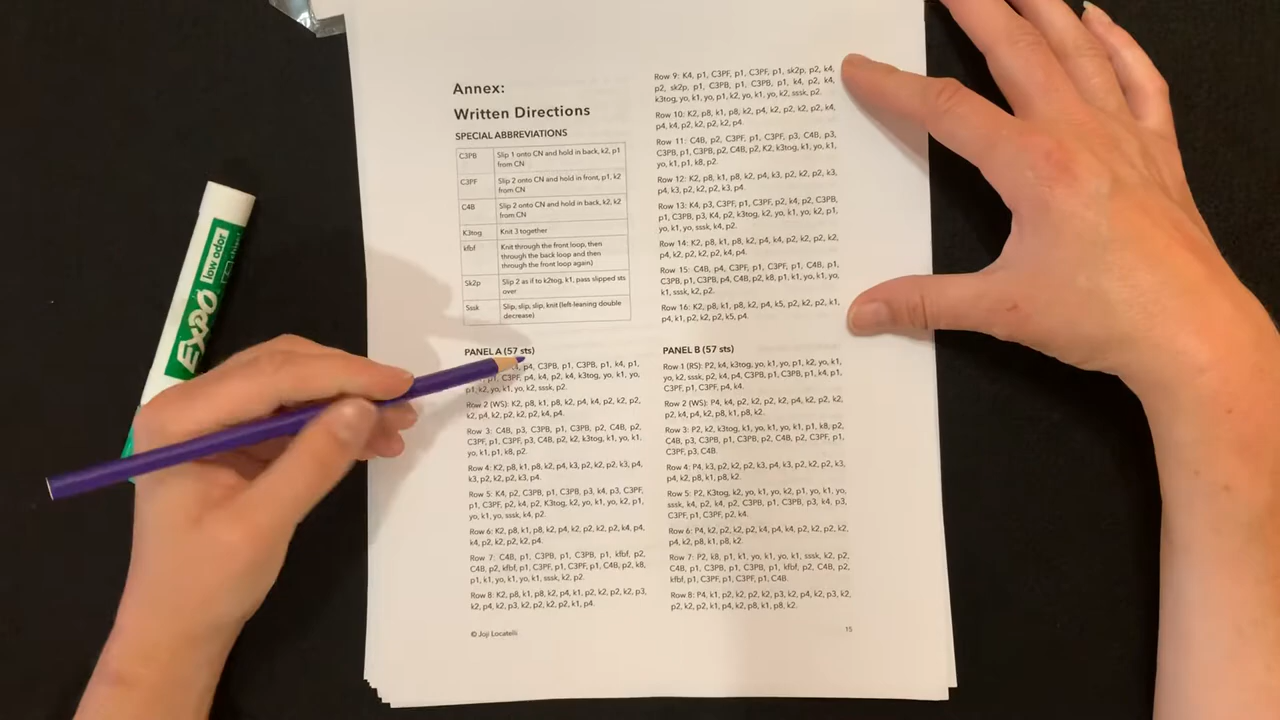 Annex:
Written Directions
SPECIAL ABBREVIATIONS
C3PB Slip 1 onto CN and hold in back, k2, p1
from CN
C3PF Slip 2 onto CN and hold in front, p1, k2
from CN
C4B Slip 2 onto CN and hold in back, k2, k2
from CN
K3tog Knit 3 together
kfbf Knit through the front loop, then
through the back loop and then
through the front loop again)
Sk2p Slip 2 as if to k2tog, k1, pass slipped sts
over
Sssk Slip, slip, slip, knit (left-leaning double
decrease)
PANEL A (57 sts)
p4, C3PB, p1, C3PB, p1, k4, p1,
p1, C3PF, p4, k4, p2, k4, k3tog, yo, k1, yo,
p1, k2, yo, k1, yo, k2, sssk, p2.
Row 2 (WS): K2, p8, k1, p8, k2, p4, k4, p2, k2, p2,
k2, p4, k2, p2, k2, p2, k4, p4.
Row 3: C4B, p3, C3PB, p1, C3PB, p2, C4B, p2,
C3PF, p1, C3PF, p3, C4B, p2, k2, k3tog, k1, yo, k1,
yo, k1, p1, k8, p2.
Row 4: K2, p8, k1, p8, k2, p4, k3, p2, k2, p2, k3, p4,
k3, p2, k2, p2, k3, p4.
Row 5: K4, p2, C3PB, p1, C3PB, p3, k4, p3, C3PF,
p1, C3PF, p2, k4, p2, K3tog, k2, yo, k1, yo, k2, p1,
yo, k1, yo, sssk, k4, p2.
Row 6: K2, p8, k1, p8, k2, p4, k2, p2, k2, p2, k4, p4,
k4, p2, k2, p2, k2, p4.
Row 7: C4B, p1, C3PB, p1, C3PB, p1, kfbf, p2,
C4B, p2, kfbf, p1, C3PF, p1, C3PF, p1, C4B, p2, k8,
p1, k1, yo, k1, yo, k1, sssk, k2, p2.
Row 8: K2, p8, k1, p8, k2, p4, k1, p2, k2, p2, k2, p3,
k2, p4, k2, p3, k2, p2, k2, p2, k1, p4.
© Joji Locatelli
Row 9: K4, p1, C3PF, p1, C3PF, p1, sk2p, p2, k4,
p2, sk2p, p1, C3PB, p1, C3PB, p1, k4, p2, k4,
k3tog, yo, k1, yo, p1, k2, yo, k1, yo, k2, sssk, p2.
Row 10: K2, p8, k1, p8, k2, p4, k2, p2, k2, p2, k4,
p4, k4, p2, k2, p2, k2, p4.
Row 11: C4B, p2, C3PF, p1, C3PF, p3, C4B, p3,
C3PB, p1, C3PB, p2, C4B, p2, K2, k3tog, k1, yo, k1,
yo, k1, p1, k8, p2.
Row 12: K2, p8, k1, p8, k2, p4, k3, p2, k2, p2, k3,
p4, k3, p2, k2, p2, k3, p4.
Row 13: K4, p3, C3PF, p1, C3PF, p2, k4, p2, C3PB,
p1, C3PB, p3, K4, p2, k3tog, k2, yo, k1, yo, k2, p1,
yo, k1, yo, sssk, k4, p2.
Row 14: K2, p8, k1, p8, k2, p4, k4, p2, k2, p2, k2,
p4, k2, p2, k2, p2, k4, p4.
Row 15: C4B, p4, C3PF, p1, C3PF, p1, C4B, p1,
C3PB, p1, C3PB, p4, C4B, p2, k8, p1, k1, yo, k1, yo,
k1, sssk, k2, p2.
Row 16: K2, p8, k1, p8, k2, p4, k5, p2, k2, p2, k1,
p4, k1, p2, k2, p2, k5, p4.
PANEL B (57 sts)
Row 1 (RS): P2, k4, k3tog, yo, k1, yo, p1, k2, yo, k1,
yo, k2, sssk, p2, k4, p4, C3PB, p1, C3PB, p1, k4, p1,
C3PF, p1, C3PF, p4, k4.
Row 2 (WS): P4, k4, p2, k2, p2, k2, p4, k2, p2, k2,
p2, k4, p4, k2, p8, k1, p8, k2.
Row 3: P2, k2, k3tog, k1, yo, k1, yo, k1, p1, k8, p2,
C4B, p3, C3PB, p1, C3PB, p2, C4B, p2, C3PF, p1,
C3PF, p3, C4B.
Row 4: P4, k3, p2, k2, p2, k3, p4, k3, p2, k2, p2, k3,
p4, k2, p8, k1, p8, k2.
Row 5: P2, K3tog, k2, yo, k1, yo, k2, p1, yo, k1, yo,
sssk, k4, p2, k4, p2, C3PB, p1, C3PB, p3, k4, p3,
C3PF, p1, C3PF, p2, k4.
Row 6: P4, k2, p2, k2, p2, k4, p4, k4, p2, k2, p2, k2,
p4, k2, p8, k1, p8, k2.
Row 7: P2, k8, p1, k1, yo, k1, yo, k1, sssk, k2, p2,
C4B, p1, C3PB, p1, C3PB, p1, kfbf, p2, C4B, p2,
kfbf, p1, C3PF, p1, C3PF, p1, C4B.
Row 8: P4, k1, p2, k2, p2, k2, p3, k2, p4, k2, p3, k2,
p2, k2, p2, k1, p4, k2, p8, k1, p8, k2.
15
EXPO
low odor